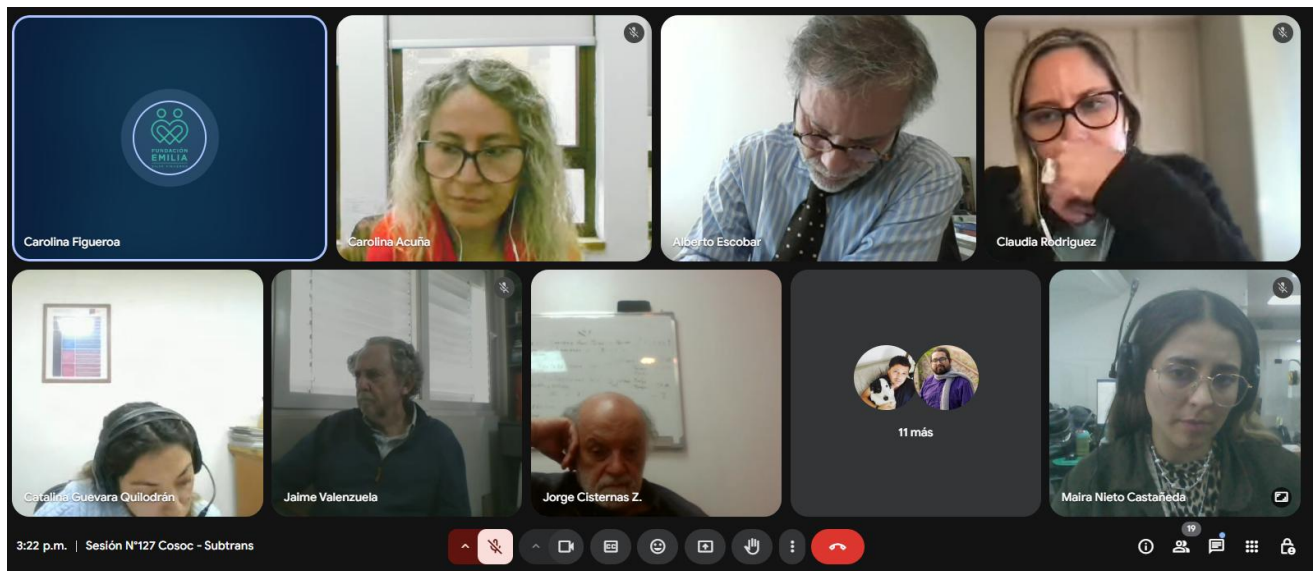 FUNDACIÓN
EMILIA
Carolina Figueroa
Carolina Acuña
Alberto Escobar
Claudia Rodriguez
Catalina Guevara Quilodrán
Jaime Valenzuela
Jorge Cisternas Z.
11 más
Maira Nieto Castañeda
3:22 p.m. | Sesión N°127 Cosoc - Subtrans
CC
19